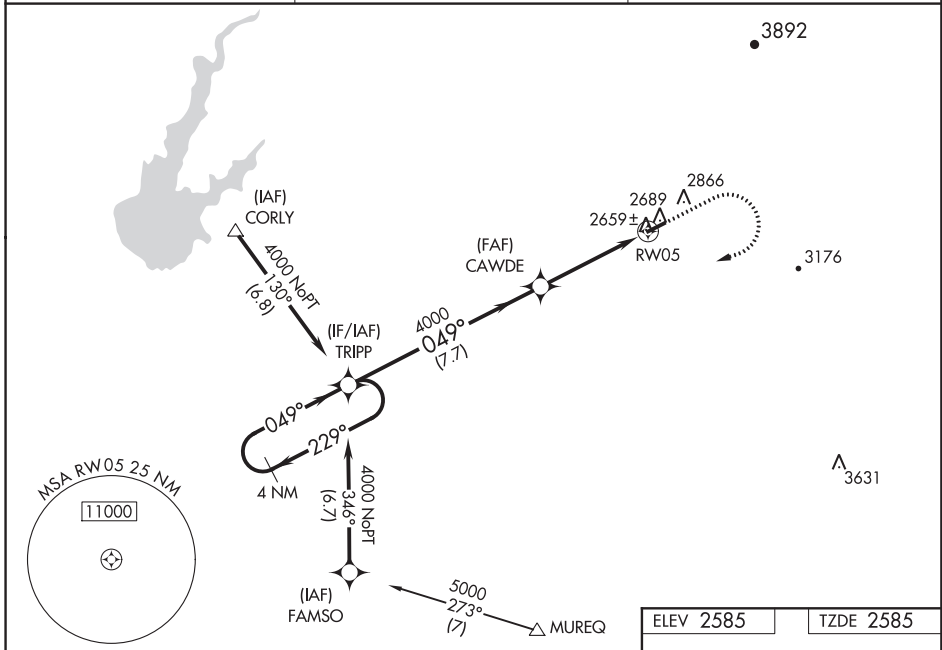 3892
2866
2689
2659±
RW05
3176
(IAF)
CORLY
4000 NoPT
130°
(6.8)
(FAF)
CAWDE
(IF/IAF)
TRIPP
4000
049°
(7.7)
049°
229°
4 NM
4000 NoPT
346°
(6.7)
3631
MSA RW05 25 NM
11000
(IAF)
FAMSO
5000
273°
(7)
MUREQ
ELEV 2585
TZDE 2585